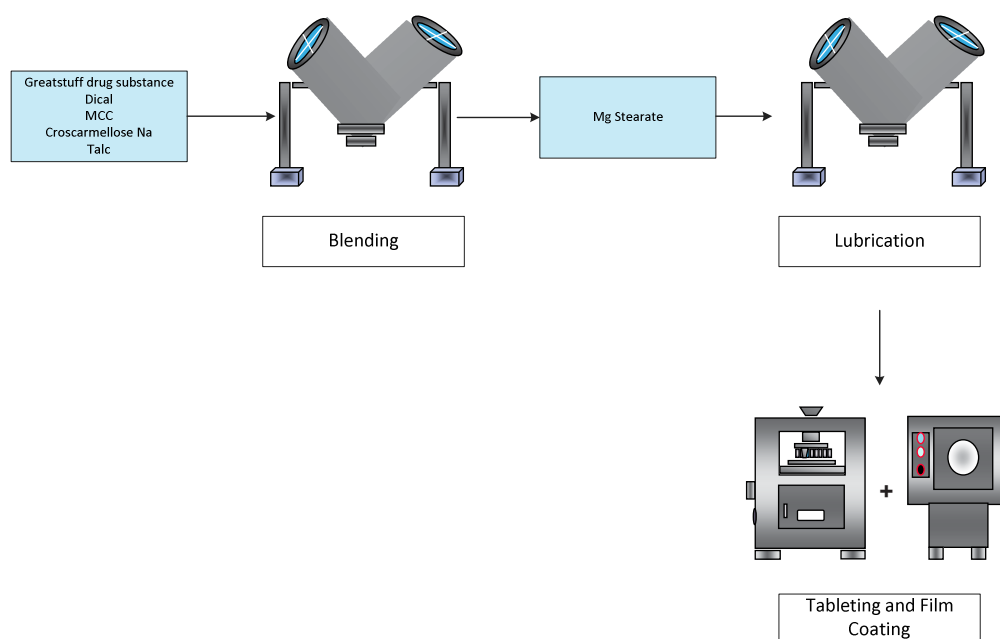 Greatstuff drug substance
Dical
MCC
Croscarmellose Na
Talc
Mg Stearate
Blending
Lubrication
+
Tableting and Film
Coating